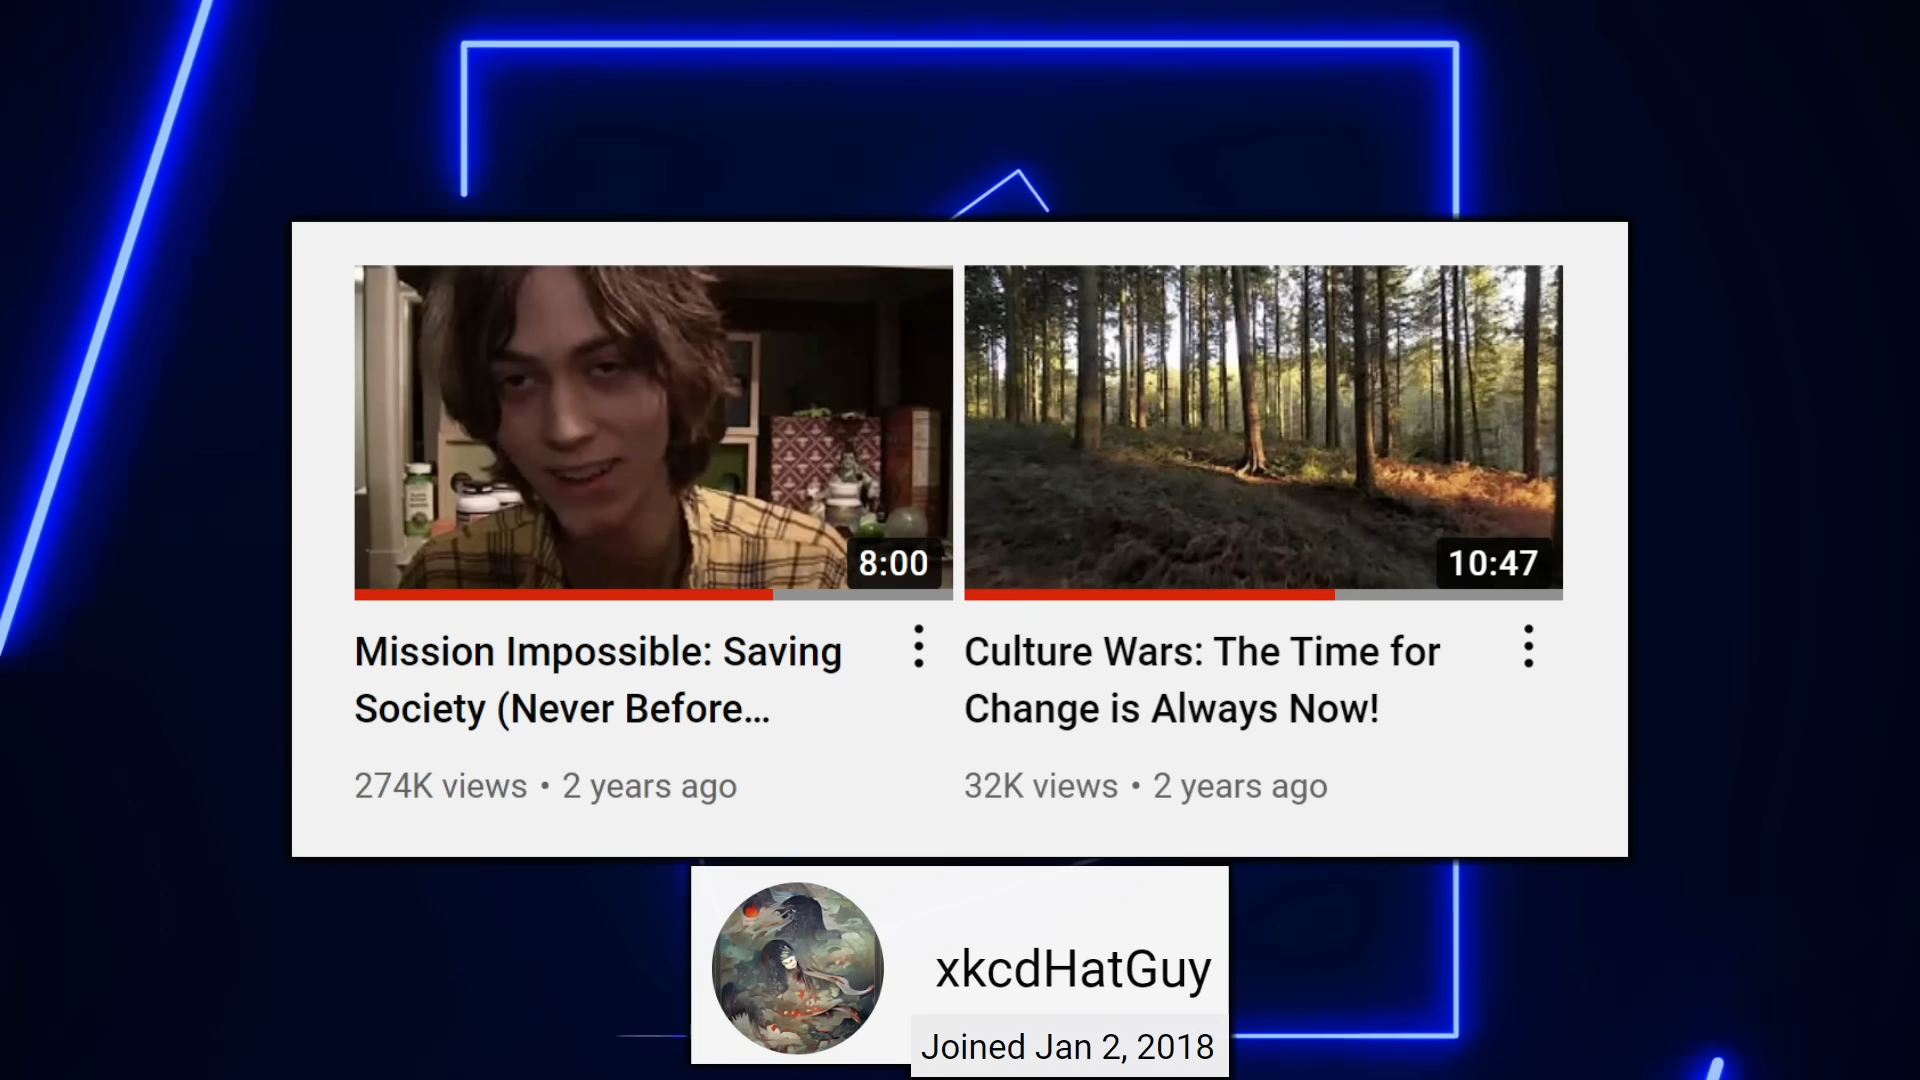 8:00
10:47
Mission Impossible: Saving
Society (Never Before...
274K views • 2 years ago
Culture Wars: The Time for
Change is Always Now!
32K views • 2 years ago
xkcdHatGuy
Joined Jan 2, 2018